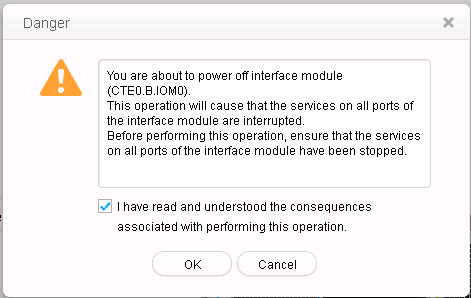 Danger
You are about to power off interface module
(CTE0.B.IOM0).
This operation will cause that the services on all ports of
the interface module are interrupted.
Before performing this operation, ensure that the services
on all ports of the interface module have been stopped.
I have read and understood the consequences
associated with performing this operation.
OK
Cancel